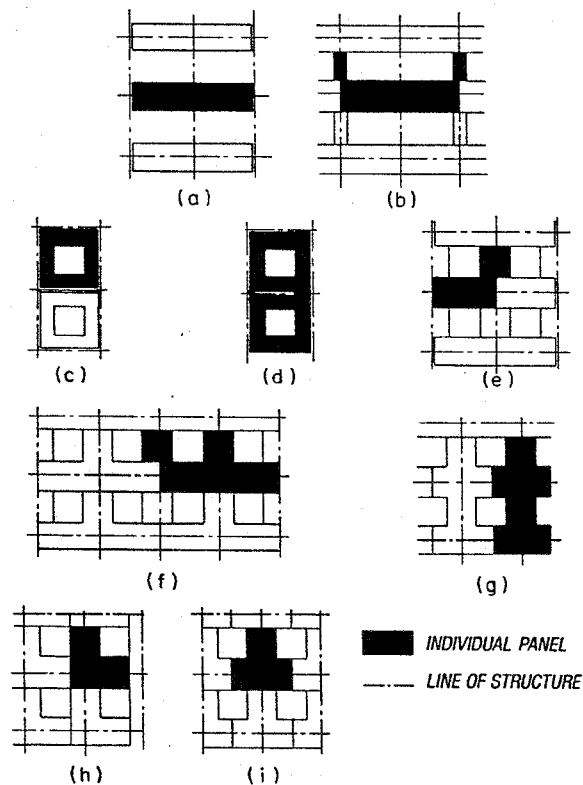 (a)
(b)
(c)
(d)
(e)
(f)
(g)
INDIVIDUAL PANEL
LINE OF STRUCTURE
(h)
(i)